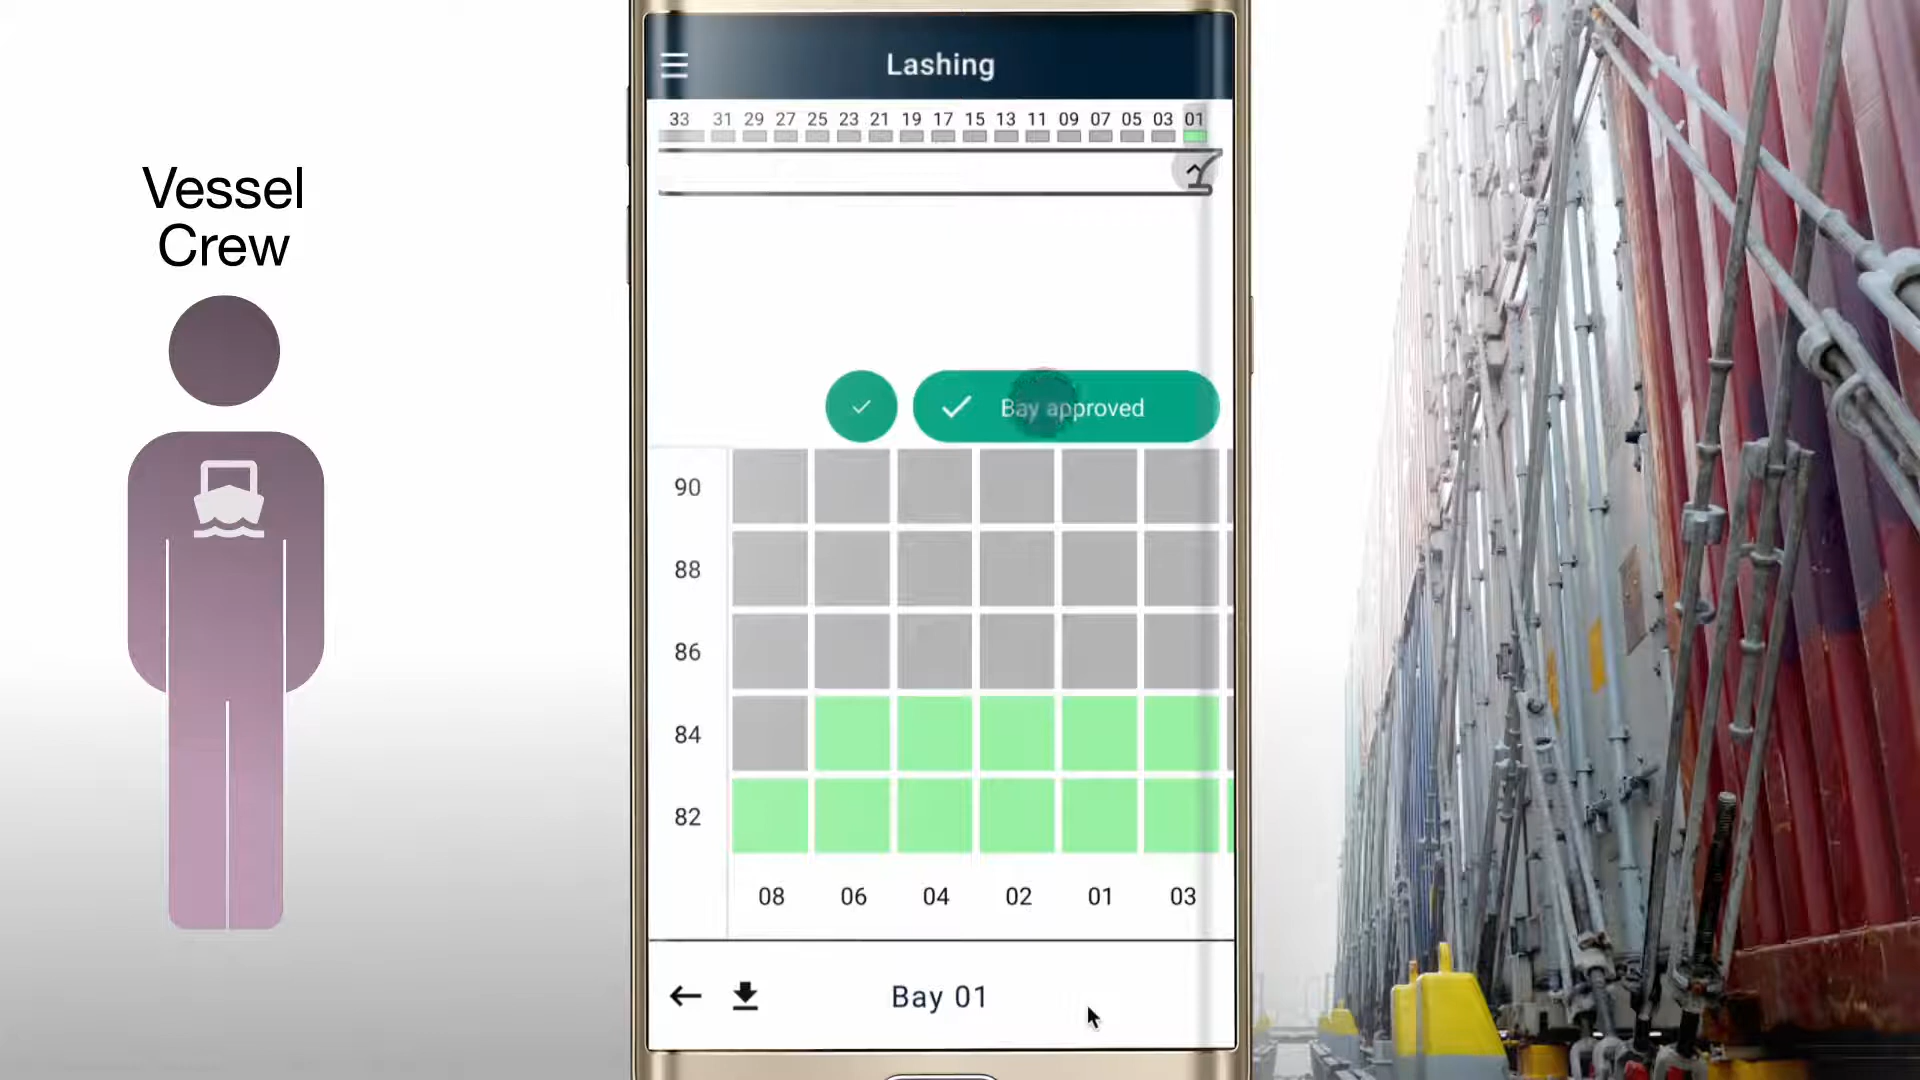 Vessel
Crew
Lashing
33 31 29 27 25 23 21 19 17 15 13 11 09 07 05 03 01
Bay approved
90
88
86
84
82
08 06 04 02 01 03
Bay 01